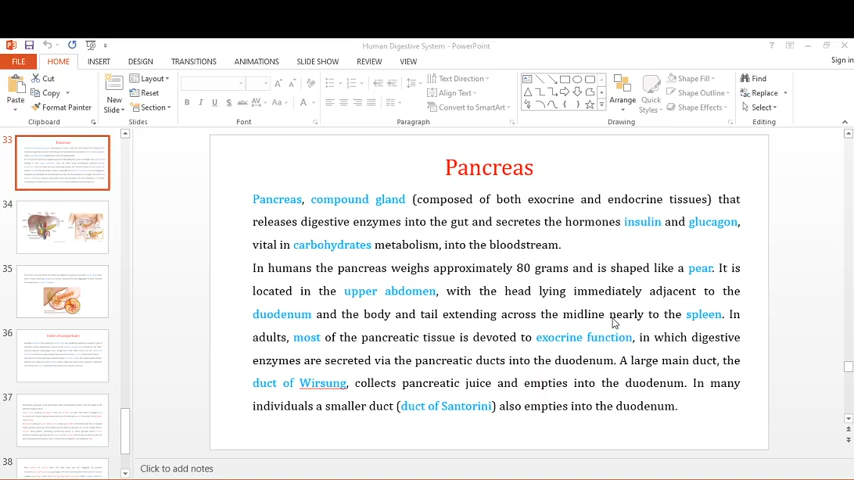 Human Digestive System - PowerPoint
Sign in
FILE HOME INSERT DESIGN TRANSITIONS ANIMATIONS SLIDE SHOW REVIEW VIEW
Paste
Cut
Copy
Format Painter
Clipboard
New Slide
Layout
Reset
Section
Slides
Font
Text Direction
Align Text
Convert to SmartArt
Paragraph
Arrange
Quick Styles
Shape Fill
Shape Outline
Shape Effects
Drawing
Find
Replace
Select
Editing
33
34
35
36
37
38
Pancreas
Pancreas, compound gland (composed of both exocrine and endocrine tissues) that
releases digestive enzymes into the gut and secretes the hormones insulin and glucagon,
vital in carbohydrates metabolism, into the bloodstream.
In humans the pancreas weighs approximately 80 grams and is shaped like a pear. It is
located in the upper abdomen, with the head lying immediately adjacent to the
duodenum and the body and tail extending across the midline nearly to the spleen. In
adults, most of the pancreatic tissue is devoted to exocrine function, in which digestive
enzymes are secreted via the pancreatic ducts into the duodenum. A large main duct, the
duct of Wirsung, collects pancreatic juice and empties into the duodenum. In many
individuals a smaller duct (duct of Santorini) also empties into the duodenum.
Click to add notes